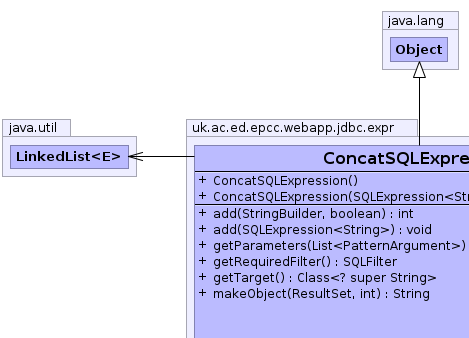 java.lang
Object
java.util
LinkedList<E>
uk.ac.ed.epcc.webapp.jdbc.expr
ConcatSQLExpre
+ ConcatSQLExpression()
+ ConcatSQLExpression(SQLExpression<Str
+ add(StringBuilder, boolean) : int
+ add(SQLExpression<String>) : void
+ getParameters(List<PatternArgument>)
+ getRequiredFilter() : SQLFilter
+ getTarget() : Class<? super String>
+ makeObject(ResultSet, int) : String